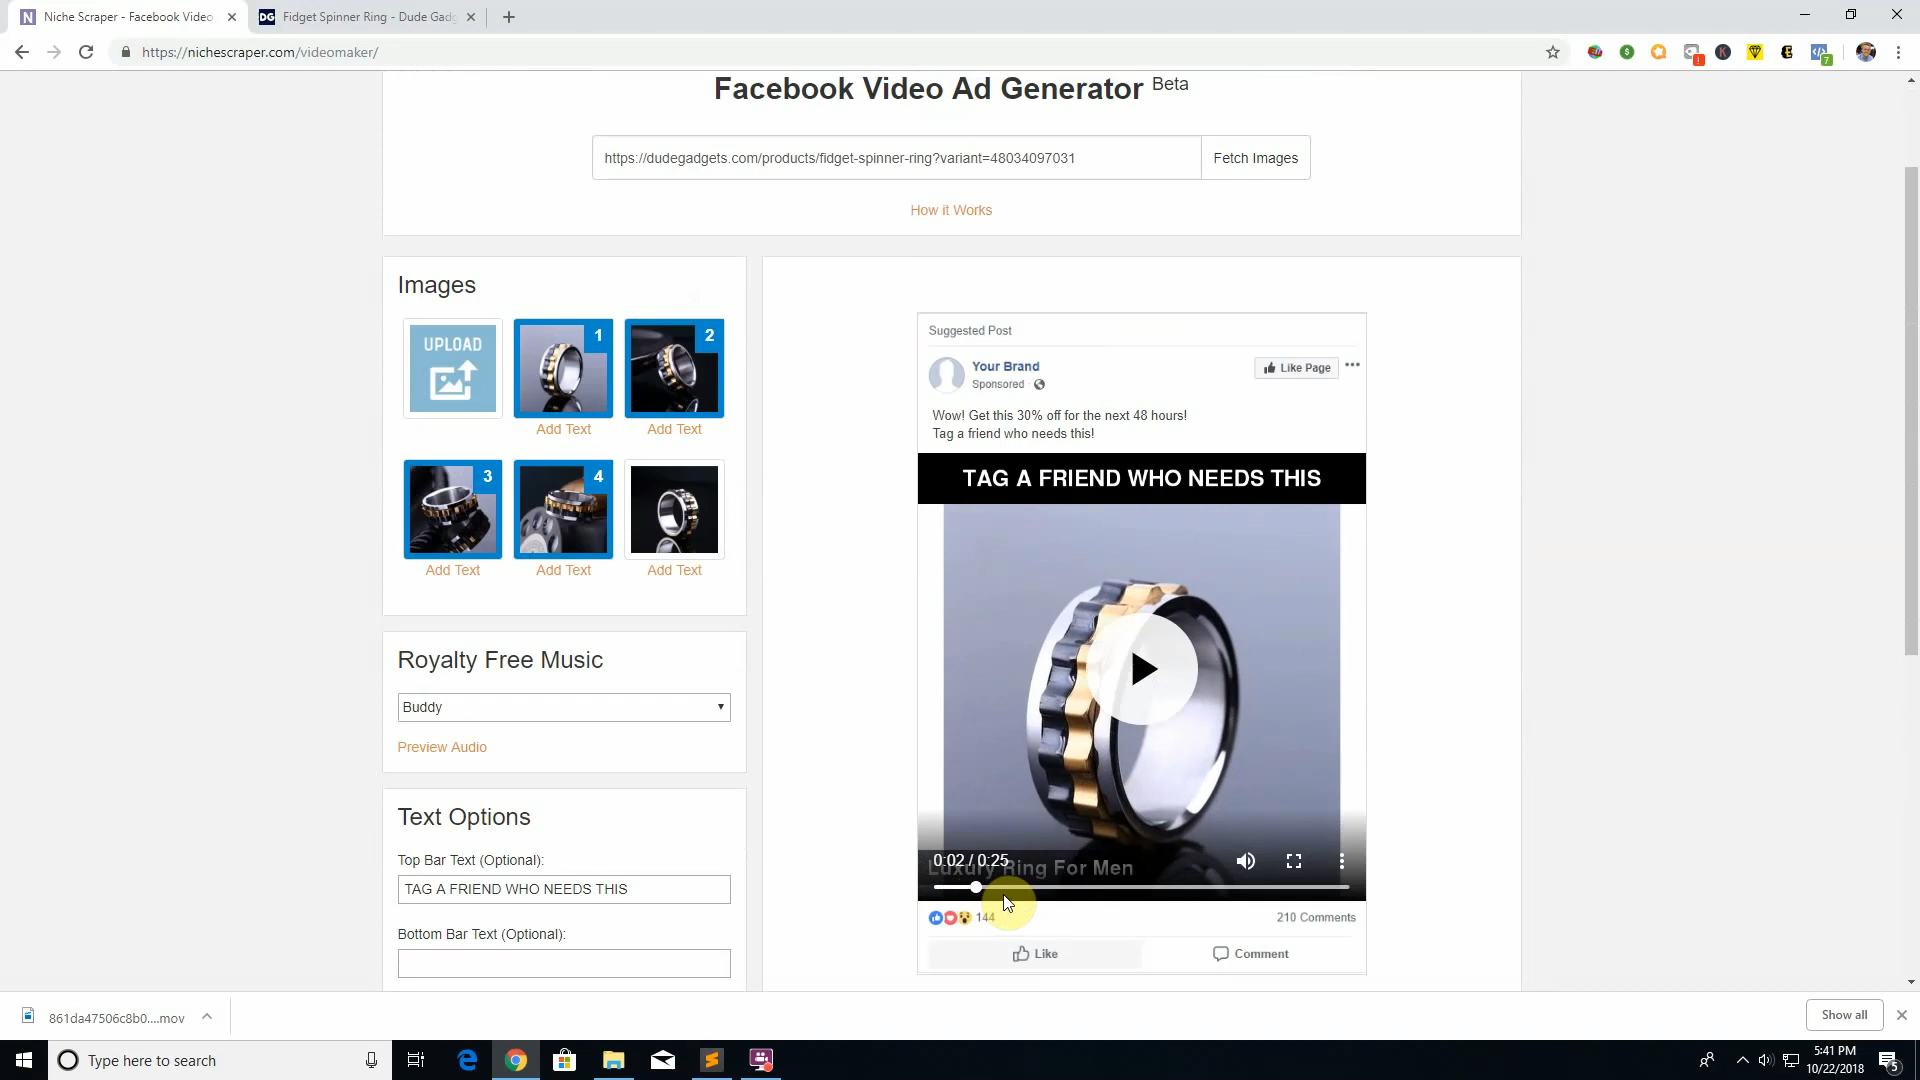 Niche Scraper - Facebook Video
DG
Fidget Spinner Ring - Dude Gadg
https://nichescraper.com/videomaker/
7
Facebook Video Ad Generator Beta
https://dudegadgets.com/products/fidget-spinner-ring?variant=48034097031
Fetch Images
How it Works
Images
UPLOAD
1
2
Add Text
Add Text
3
4
Add Text
Add Text
Add Text
Royalty Free Music
Buddy
Preview Audio
Text Options
Top Bar Text (Optional):
TAG A FRIEND WHO NEEDS THIS
Bottom Bar Text (Optional):
Suggested Post
Your Brand
Sponsored
Like Page
Wow! Get this 30% off for the next 48 hours!
Tag a friend who needs this!
TAG A FRIEND WHO NEEDS THIS
0:02 / 0:25
Luxury Ring For Men
144
210 Comments
Like
Comment
861da47506c8b0....mov
Show all
Type here to search
5:41 PM
10/22/2018
5